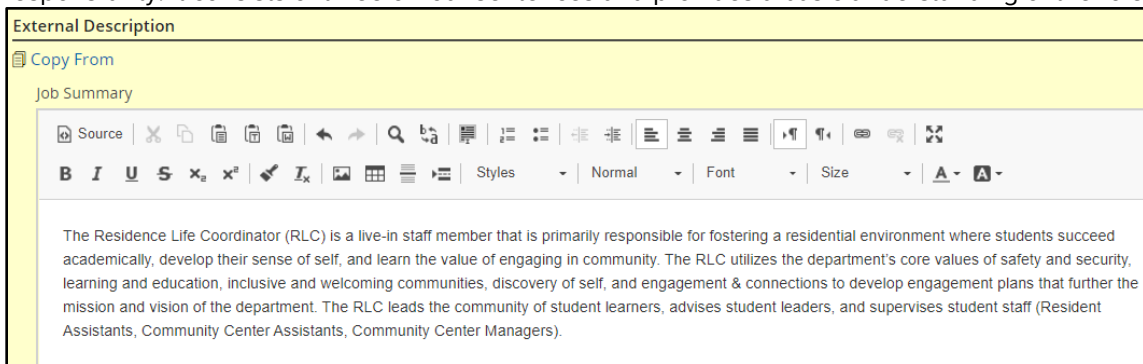 External Description
Copy From
Job Summary
Source
Styles Normal Font Size
The Residence Life Coordinator (RLC) is a live-in staff member that is primarily responsible for fostering a residential environment where students succeed
academically, develop their sense of self, and learn the value of engaging in community. The RLC utilizes the department's core values of safety and security,
learning and education, inclusive and welcoming communities, discovery of self, and engagement & connections to develop engagement plans that further the
mission and vision of the department. The RLC leads the community of student learners, advises student leaders, and supervises student staff (Resident
Assistants, Community Center Assistants, Community Center Managers).